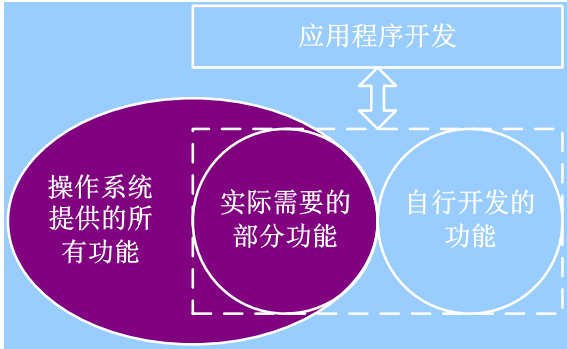 应用程序开发
操作系统
提供的所
有功能
实际需要的
部分功能
自行开发的
功能